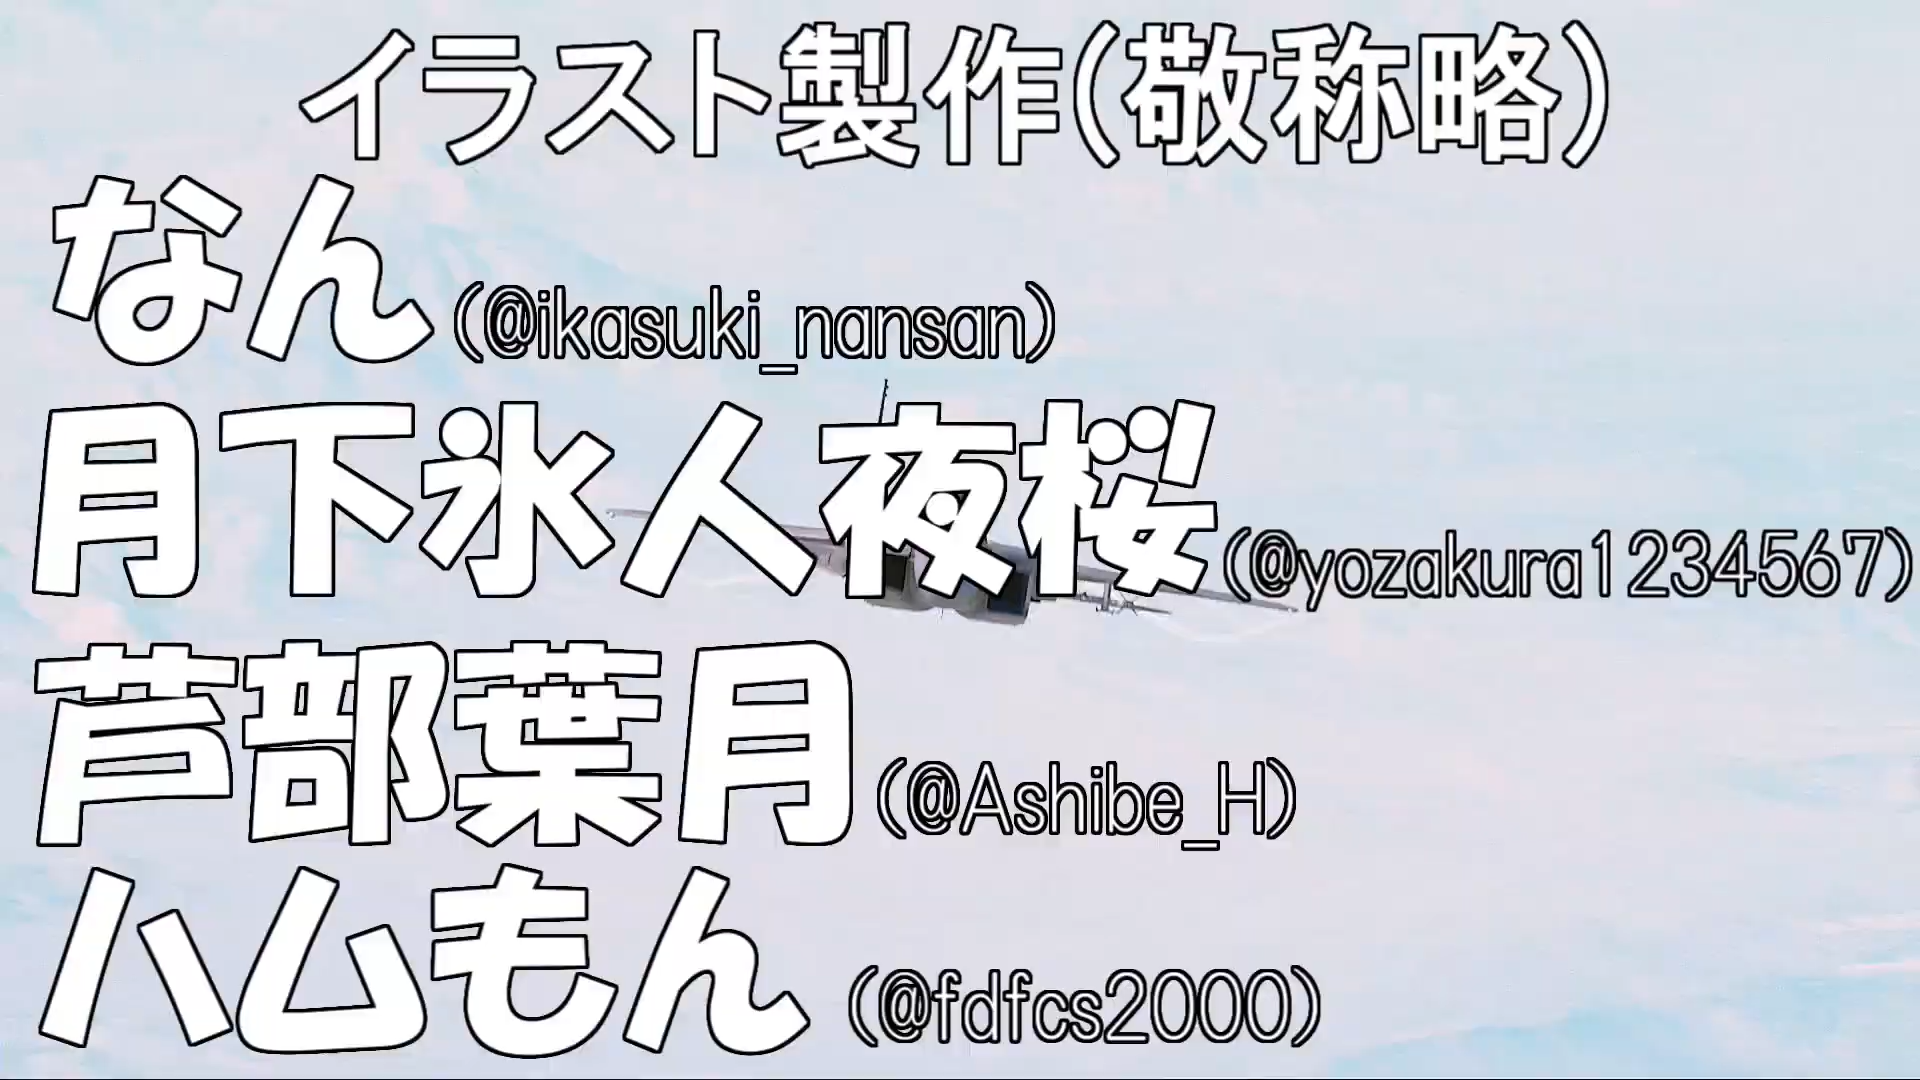 イラスト製作(敬称略)
なん(@ikasuki_nansan)
月下氷人夜桜(@yozakura1234567)
芦部葉月(@Ashibe_H)
ハムもん(@fdfcs2000)